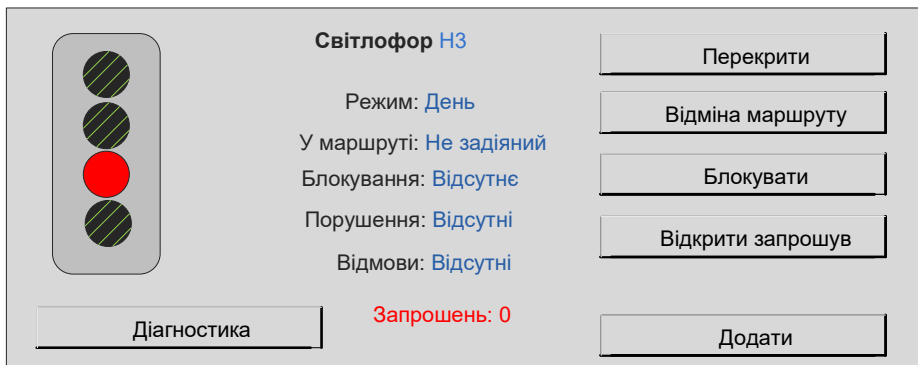 Світлофор Н3
Перекрити
Режим: День
Відміна маршруту
У маршруті: Не задіяний
Блокування: Відсутнє
Блокувати
Порушення: Відсутні
Відкрити запрошув
Відмови: Відсутні
Запрошень: 0
Діагностика
Додати